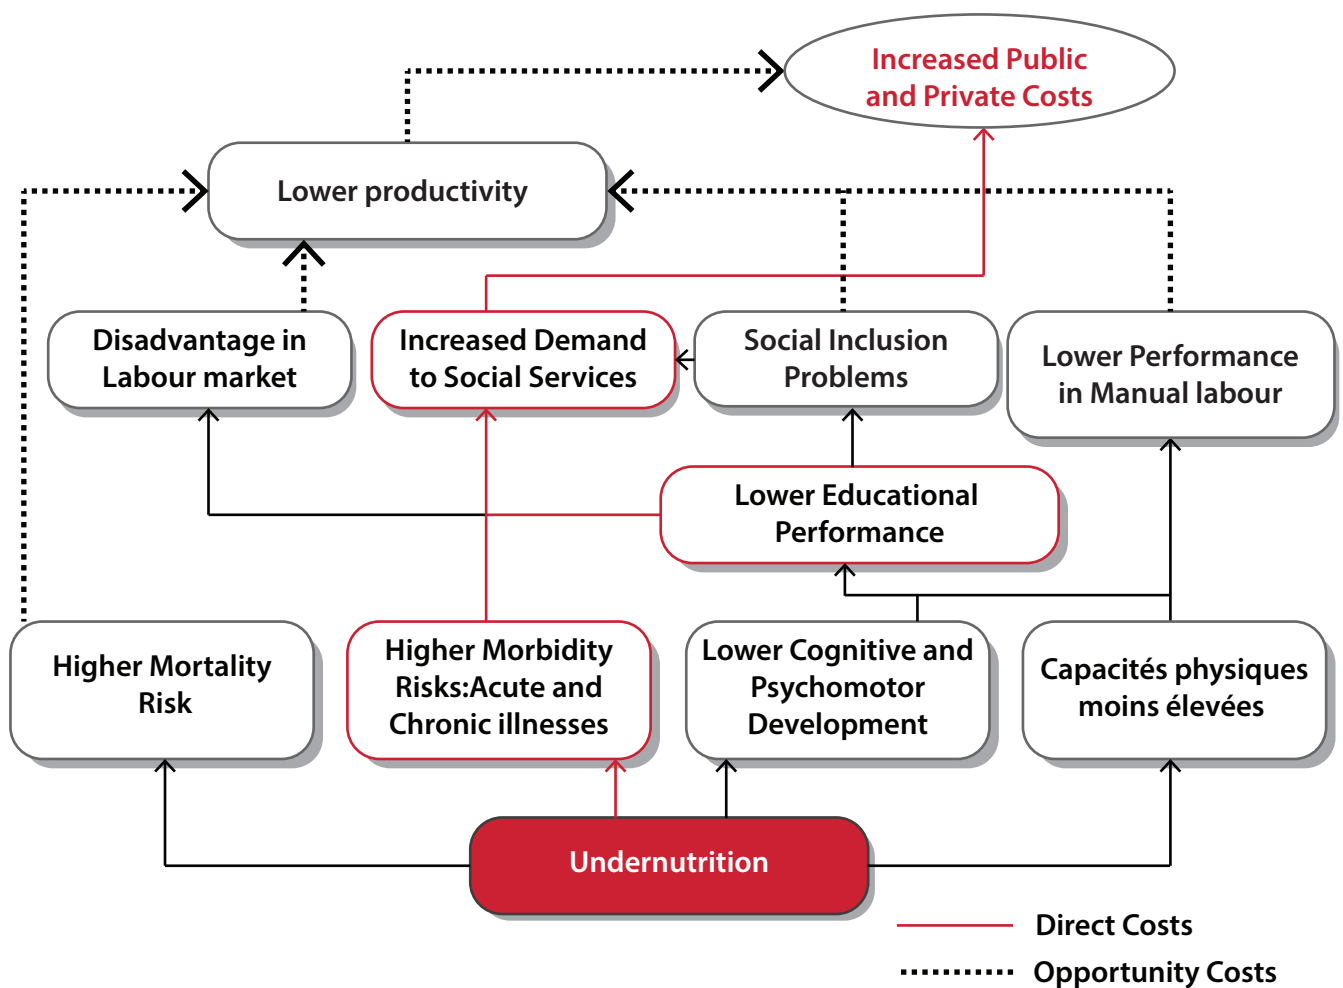 Increased Public
and Private Costs
Lower productivity
Disadvantage in
Labour market
Increased Demand
to Social Services
Social Inclusion
Problems
Lower Performance
in Manual labour
Lower Educational
Performance
Higher Mortality
Risk
Higher Morbidity
Risks:Acute and
Chronic illnesses
Lower Cognitive and
Psychomotor
Development
Capacités physiques
moins élevées
Undernutrition
Direct Costs
Opportunity Costs